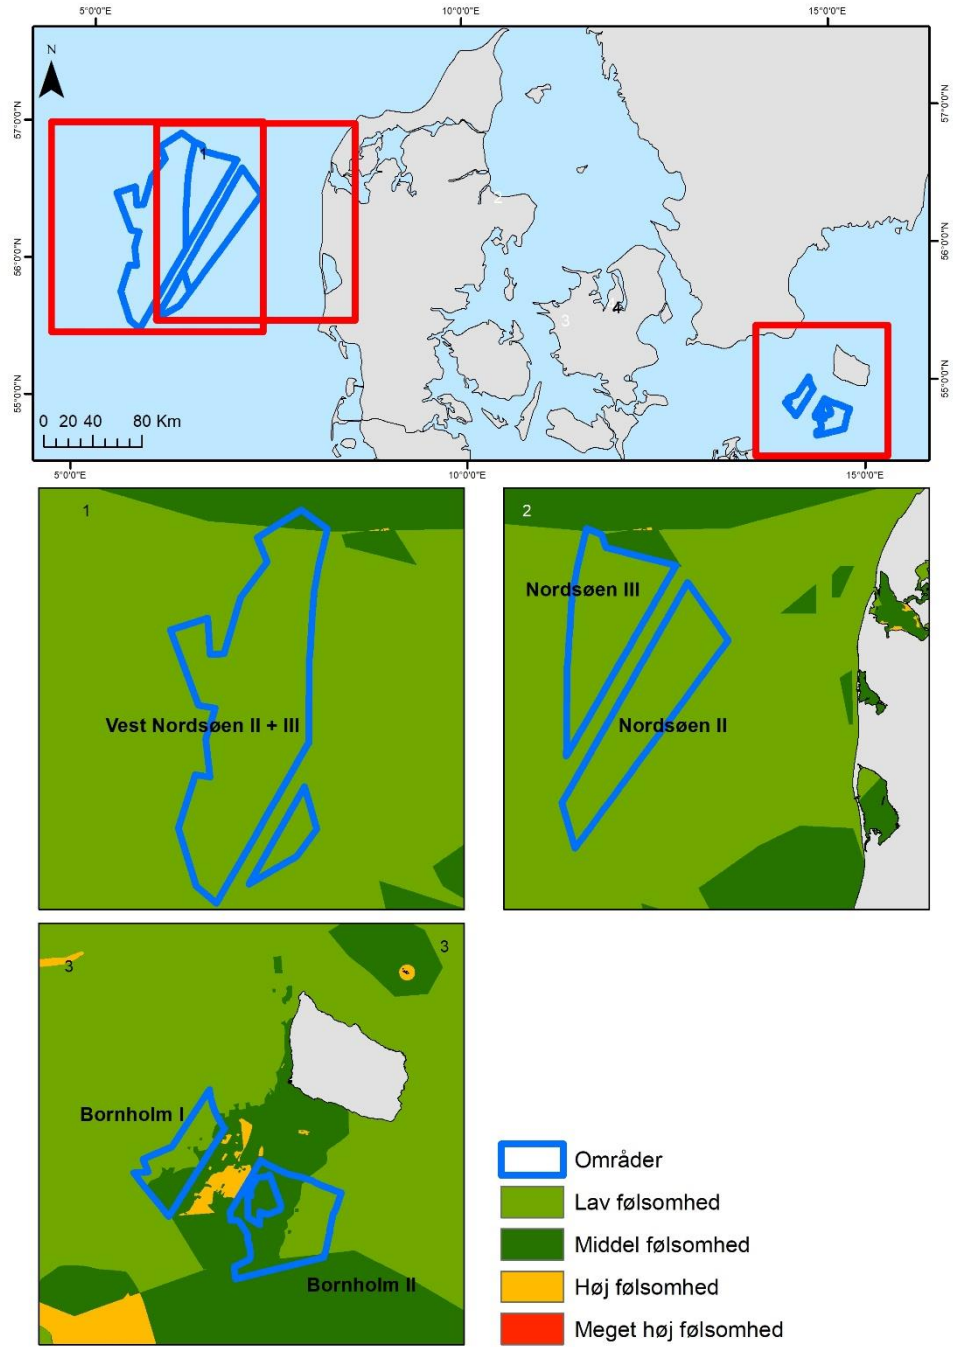 5°0'0"E
10°0'0"E
15°0'0"E
N
57°0'0"N
57°0'0"N
1
2
56°0'0"N
56°0'0"N
3
4
55°0'0"N
55°0'0"N
0 20 40 80 Km
5°0'0"E
10°0'0"E
15°0'0"E
1
Vest Nordsøen II + III
2
Nordsøen III
Nordsøen II
3
3
Bornholm I
Bornholm II
Områder
Lav følsomhed
Middel følsomhed
Høj følsomhed
Meget høj følsomhed